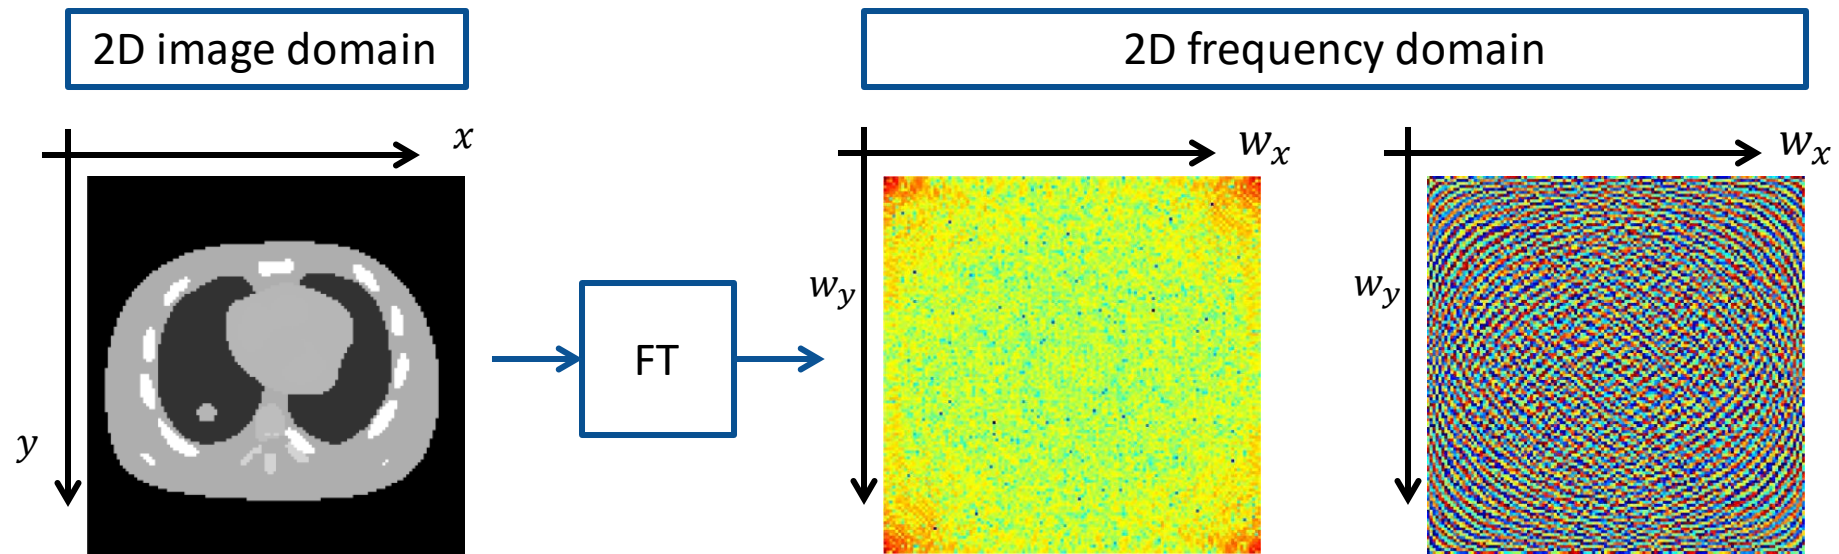 2D image domain
2D frequency domain
x
w_x
w_x
w_y
w_y
FT
y